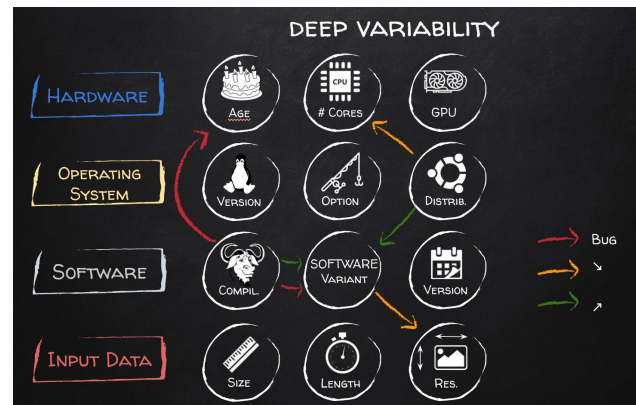 DEEP VARIABILITY
HARDWARE
AGE
CPU
# CORES
GPU
OPERATING
SYSTEM
VERSION
OPTION
DISTRIB.
SOFTWARE
COMPIL.
SOFTWARE
VARIANT
VERSION
BUG
↘
↗
INPUT DATA
SIZE
LENGTH
RES.